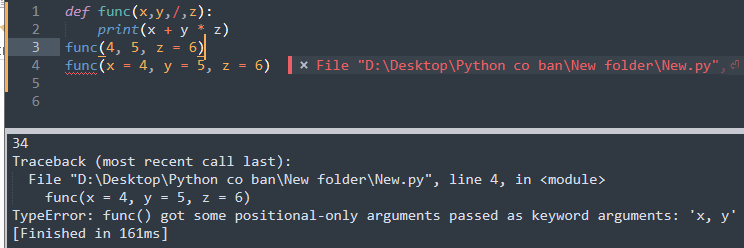 1 def func(x,y,/,z):
2     print(x + y * z)
3 func(4, 5, z = 6)
4 func(x = 4, y = 5, z = 6) × File "D:\Desktop\Python co ban\New folder\New.py",⏎
5
6
34
Traceback (most recent call last):
  File "D:\Desktop\Python co ban\New folder\New.py", line 4, in <module>
    func(x = 4, y = 5, z = 6)
TypeError: func() got some positional-only arguments passed as keyword arguments: 'x, y'
[Finished in 161ms]